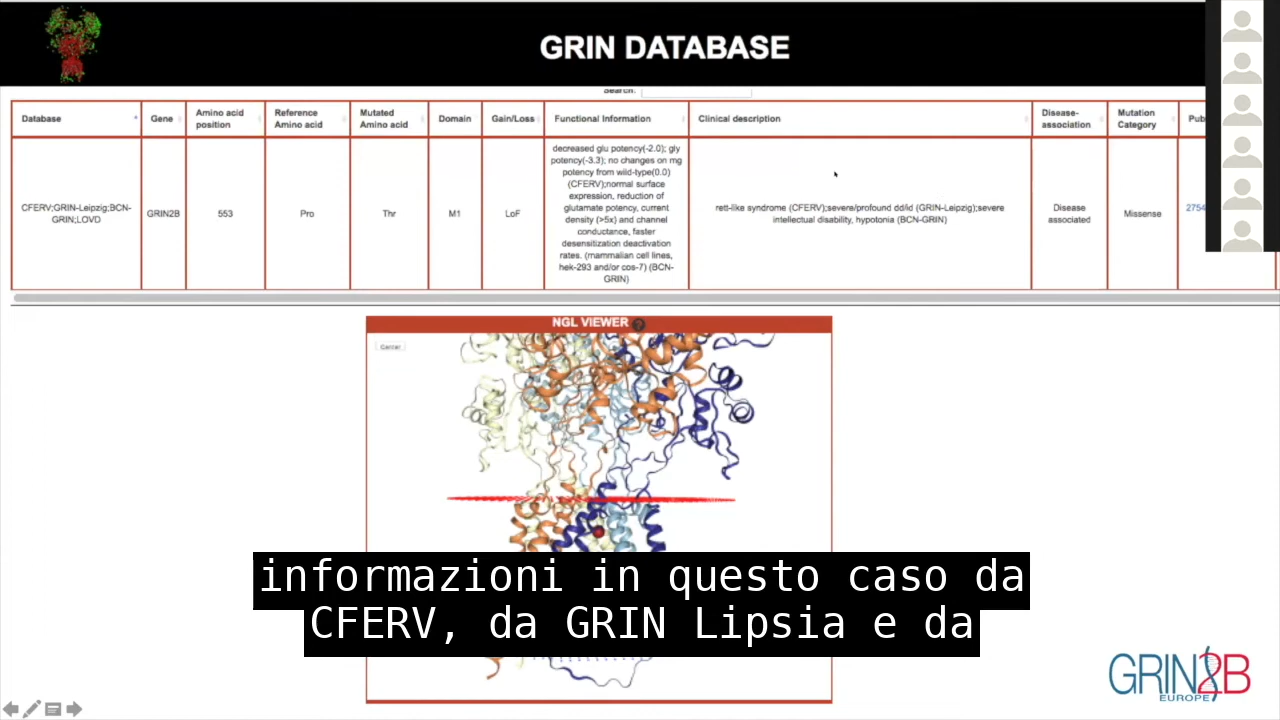 GRIN DATABASE
Search:
Database
Gene
Amino acid
position
Reference
Amino acid
Mutated
Amino acid
Domain
Gain/Loss
Functional Information
Clinical description
Disease-
association
Mutation
Category
Pub
CFERV;GRIN-Leipzig;BCN-
GRIN;LOVD
GRIN2B
553
Pro
Thr
M1
LoF
decreased glu potency(-2.0); gly
potency(-3.3); no changes on mg
potency from wild-type(0.0)
(CFERV);normal surface
expression, reduction of
glutamate potency, current
density (>5x) and channel
conductance, faster
desensitization deactivation
rates. (mammalian cell lines,
hek-293 and/or cos-7) (BCN-
GRIN)
rett-like syndrome (CFERV);severe/profound dd/id (GRIN-Leipzig);severe
intellectual disability, hypotonia (BCN-GRIN)
Disease
associated
Missense
2754
NGL VIEWER ?
Center
informazioni in questo caso da
CFERV, da GRIN Lipsia e da
GRIN2B
EUROPE